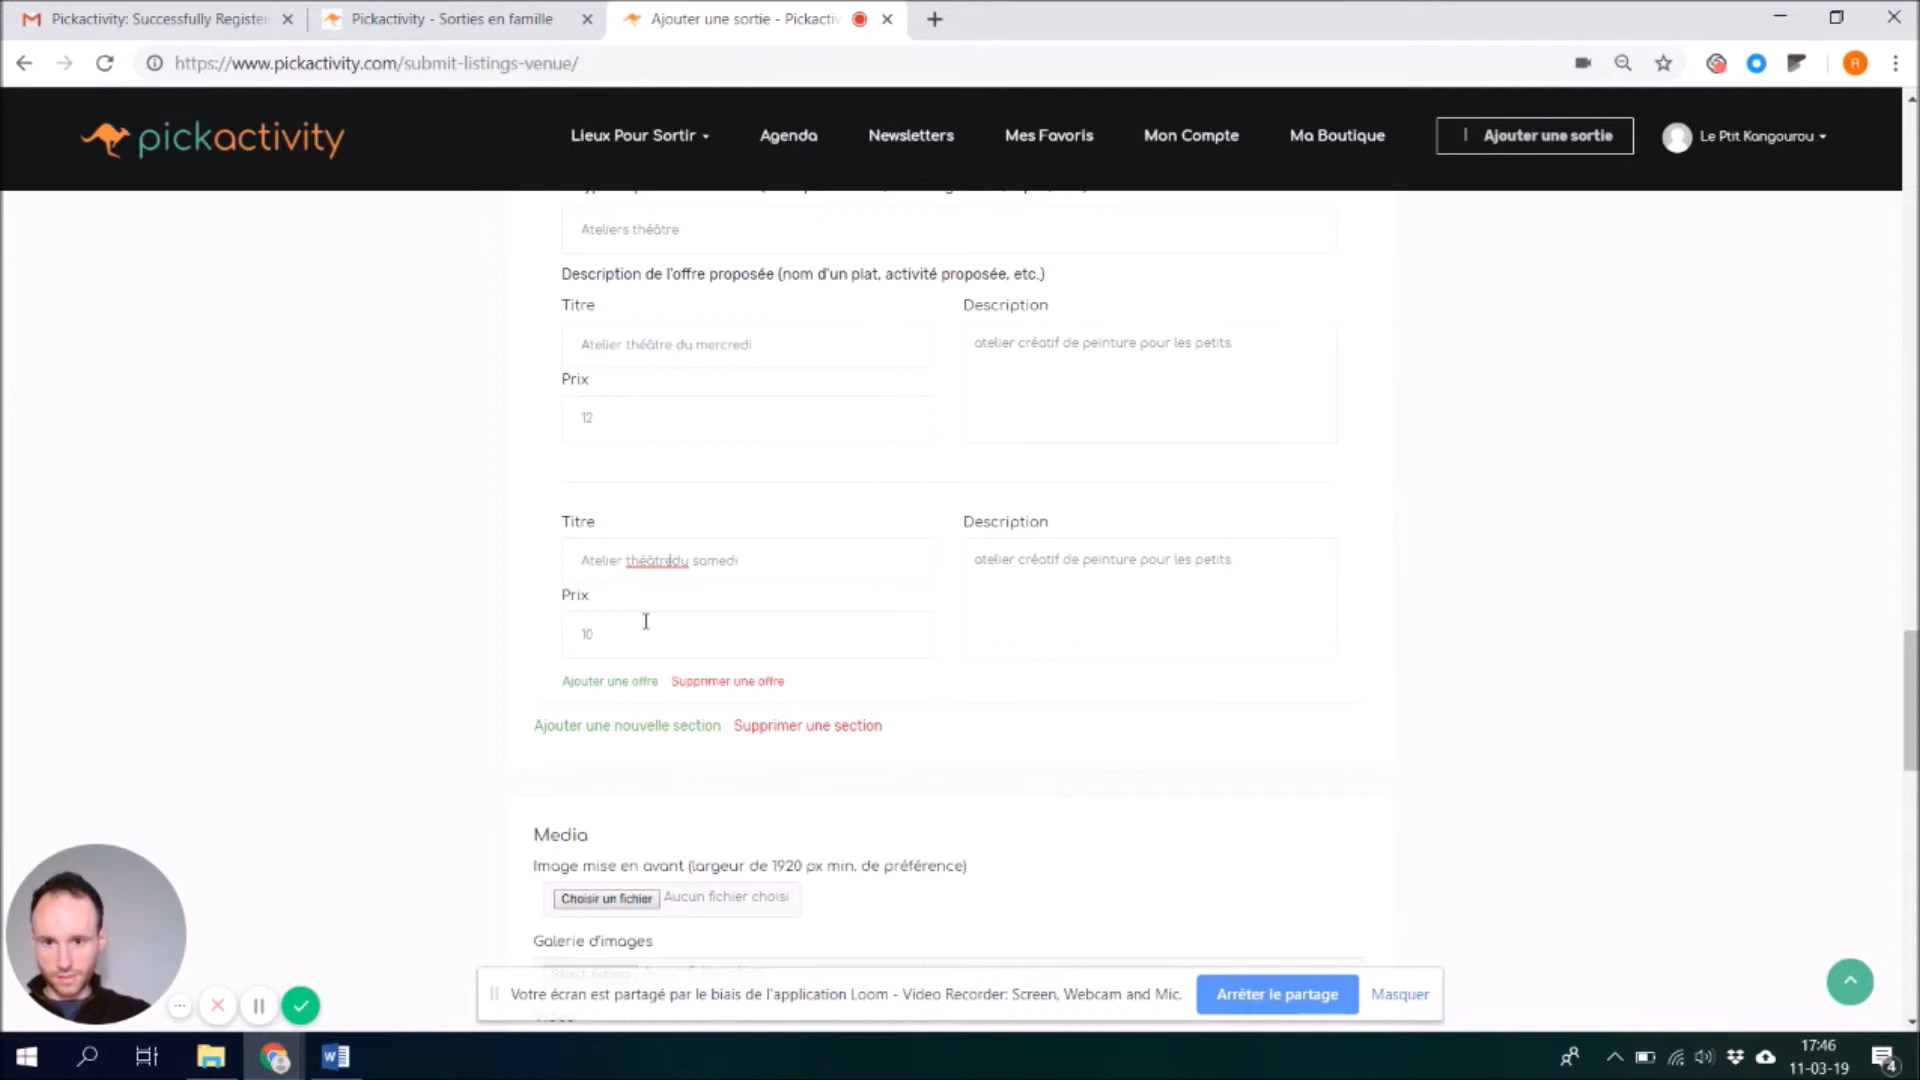 Pickactivity: Successfully Register
Pickactivity - Sorties en famille
Ajouter une sortie - Pickactiv
https://www.pickactivity.com/submit-listings-venue/
R
pickactivity
Lieux Pour Sortir
Agenda
Newsletters
Mes Favoris
Mon Compte
Ma Boutique
Ajouter une sortie
Le Ptit Kangourou
Ateliers théâtre
Description de l'offre proposée (nom d'un plat, activité proposée, etc.)
Titre
Description
Atelier théâtre du mercredi
atelier créatif de peinture pour les petits.
Prix
12
Titre
Description
Atelier théâtredu samedi
atelier créatif de peinture pour les petits.
Prix
10
Ajouter une offre
Supprimer une offre
Ajouter une nouvelle section
Supprimer une section
Media
Image mise en avant (largeur de 1920 px min. de préférence)
Choisir un fichier
Aucun fichier choisi
Galerie d'images
Votre écran est partagé par le biais de l'application Loom - Video Recorder: Screen, Webcam and Mic.
Arrêter le partage
Masquer
17:46
11-03-19
4